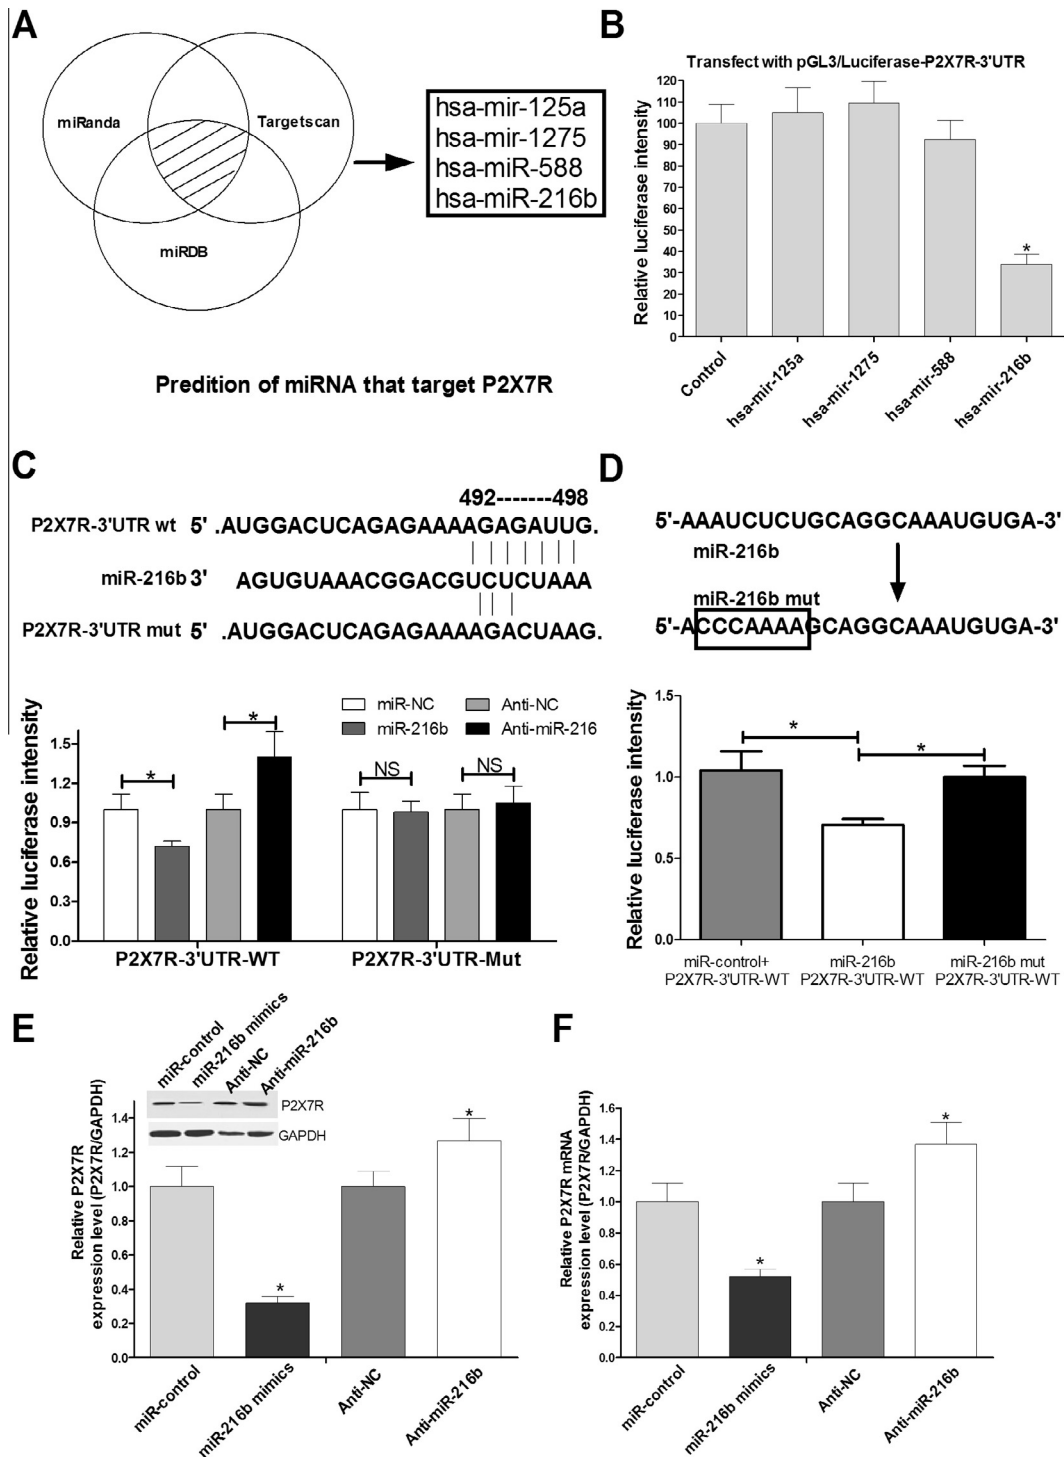 A
miRanda
Targetscan
miRDB
hsa-mir-125a
hsa-mir-1275
hsa-miR-588
hsa-miR-216b
Predition of miRNA that target P2X7R
B
Transfect with pGL3/Luciferase-P2X7R-3'UTR
Relative luciferase intensity
120
110
100
90
80
70
60
50
40
30
20
10
0
*
Control
hsa-mir-125a
hsa-mir-1275
hsa-mir-588
hsa-mir-216b
C
492-------498
P2X7R-3'UTR wt 5' .AUGGACUCAGAGAAAAGAGAUUG.
miR-216b 3' AGUGUAAACGGACGUCUCUAAA
P2X7R-3'UTR mut 5' .AUGGACUCAGAGAAAAGACUAAG.
miR-NC
miR-216b
Anti-NC
Anti-miR-216
Relative luciferase intensity
1.5
1.2
0.9
0.6
0.3
0.0
*
*
NS
NS
P2X7R-3'UTR-WT
P2X7R-3'UTR-Mut
D
5'-AAAUCUCUGCAGGCAAAUGUGA-3'
miR-216b
miR-216b mut
5'-ACCCAAAAGCAGGCAAAUGUGA-3'
Relative luciferase intensity
1.5
1.0
0.5
0.0
*
*
miR-control+
P2X7R-3'UTR-WT
miR-216b
P2X7R-3'UTR-WT
miR-216b mut
P2X7R-3'UTR-WT
E
miR-control
miR-216b mimics
Anti-NC
Anti-miR-216b
P2X7R
GAPDH
Relative P2X7R
expression level (P2X7R/GAPDH)
1.4
1.2
1.0
0.8
0.6
0.4
0.2
0.0
*
*
miR-control
miR-216b mimics
Anti-NC
Anti-miR-216b
F
Relative P2X7R mRNA
expression level (P2X7R/GAPDH)
1.6
1.4
1.2
1.0
0.8
0.6
0.4
0.2
0.0
*
*
miR-control
miR-216b mimics
Anti-NC
Anti-miR-216b